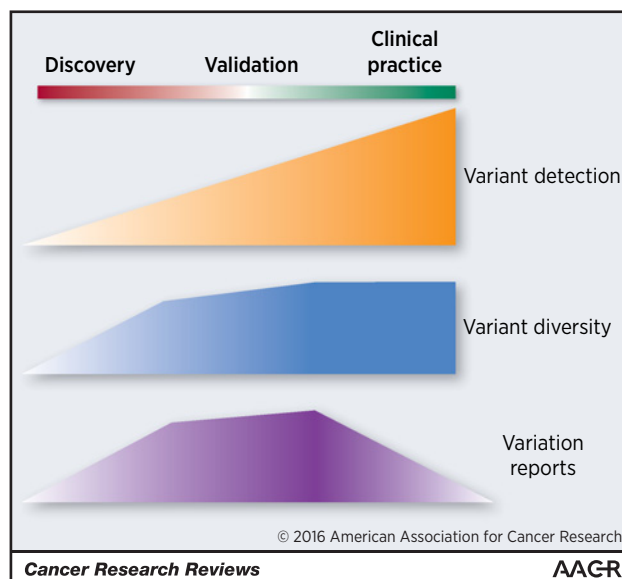 Discovery
Validation
Clinical
practice
Variant detection
Variant diversity
Variation
reports
© 2016 American Association for Cancer Research
Cancer Research Reviews
AACR